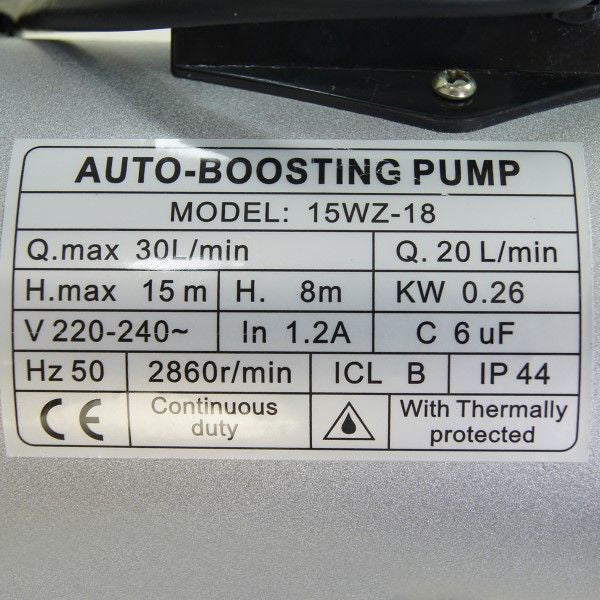 AUTO-BOOSTING PUMP
MODEL: 15WZ-18
Q.max 30L/min Q. 20 L/min
H.max 15 m H. 8m KW 0.26
V 220-240~ In 1.2A C 6 uF
Hz 50 2860r/min ICL B IP 44
CE Continuous duty With Thermally protected